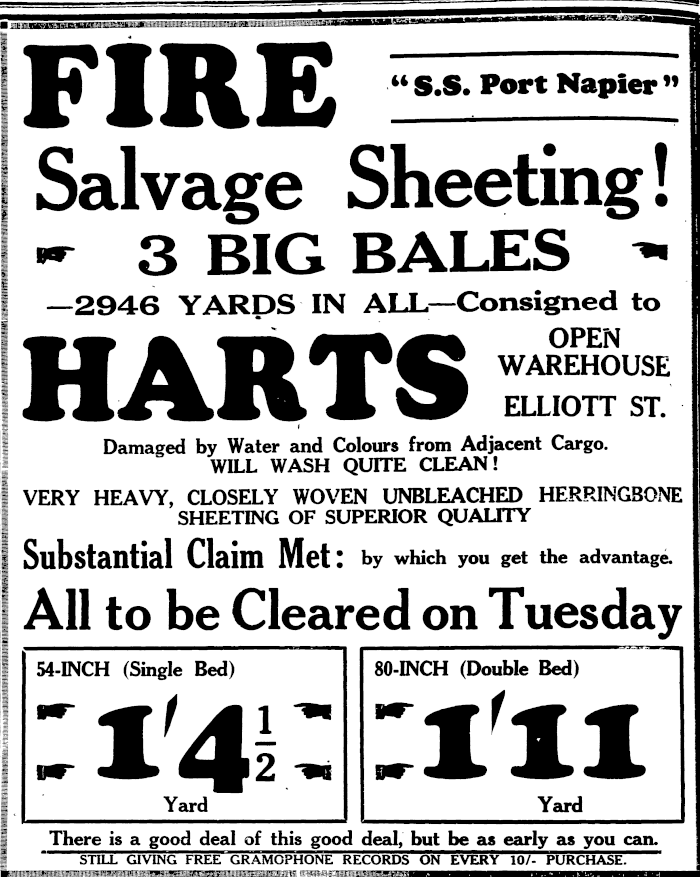 FIRE
"S.S. Port Napier"
Salvage Sheeting!
3 BIG BALES
—2946 YARDS IN ALL—Consigned to
HARTS
OPEN
WAREHOUSE
ELLIOTT ST.
Damaged by Water and Colours from Adjacent Cargo.
WILL WASH QUITE CLEAN!
VERY HEAVY, CLOSELY WOVEN UNBLEACHED HERRINGBONE
SHEETING OF SUPERIOR QUALITY
Substantial Claim Met: by which you get the advantage.
All to be Cleared on Tuesday
54-INCH (Single Bed)
1'4½
Yard
80-INCH (Double Bed)
1'11
Yard
There is a good deal of this good deal, but be as early as you can.
STILL GIVING FREE GRAMOPHONE RECORDS ON EVERY 10/- PURCHASE.